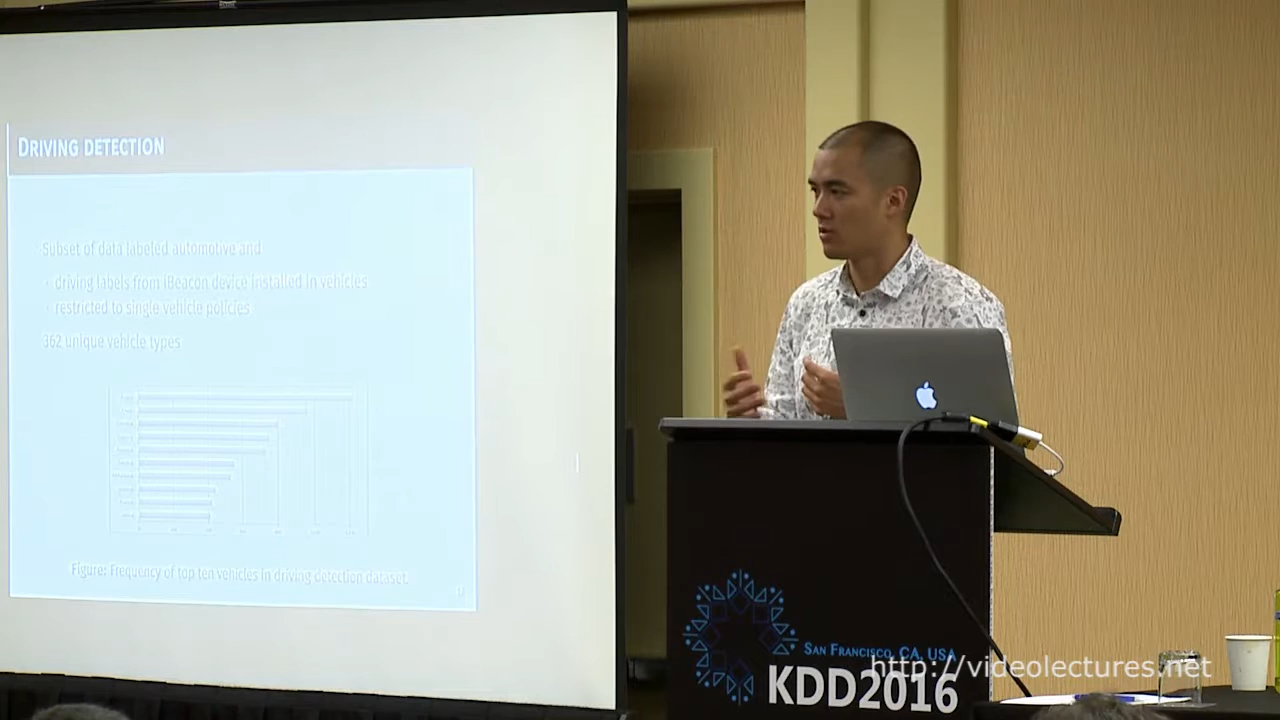 DRIVING DETECTION
Subset of data labeled automotive and
· driving labels from iBeacon device installed in vehicles
· restricted to single vehicle policies
362 unique vehicle types
Figure: Frequency of top ten vehicles in driving detection dataset
SAN FRANCISCO, CA, USA
http://videolectures.net
KDD2016